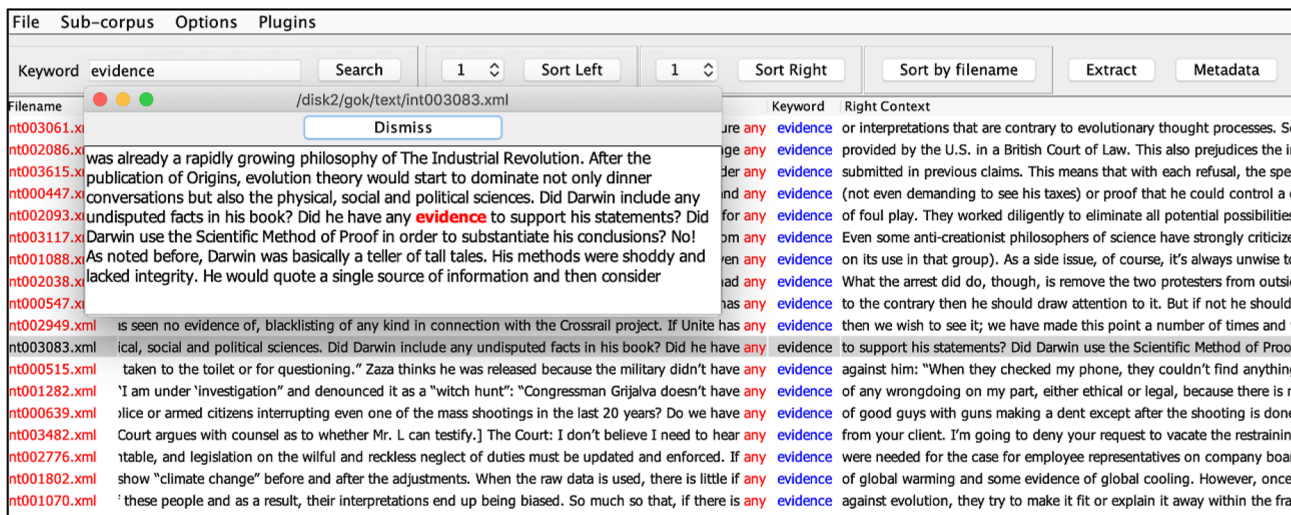 File Sub-corpus Options Plugins
Keyword evidence Search 1 Sort Left 1 Sort Right Sort by filename Extract Metadata
Filename Keyword Right Context
/disk2/gok/text/int003083.xml
Dismiss
was already a rapidly growing philosophy of The Industrial Revolution. After the
publication of Origins, evolution theory would start to dominate not only dinner
conversations but also the physical, social and political sciences. Did Darwin include any
undisputed facts in his book? Did he have any evidence to support his statements? Did
Darwin use the Scientific Method of Proof in order to substantiate his conclusions? No!
As noted before, Darwin was basically a teller of tall tales. His methods were shoddy and
lacked integrity. He would quote a single source of information and then consider
nt003061.x ure any evidence or interpretations that are contrary to evolutionary thought processes.
nt002086.x any evidence provided by the U.S. in a British Court of Law. This also prejudices the
nt003615.x any evidence submitted in previous claims. This means that with each refusal, the
nt000447.x any evidence (not even demanding to see his taxes) or proof that he could control a
nt002093.x for any evidence of foul play. They worked diligently to eliminate all potential possibilities
nt003117.x any evidence Even some anti-creationist philosophers of science have strongly
nt001088.x any evidence on its use in that group). As a side issue, of course, it's always unwise
nt002038.x any evidence What the arrest did do, though, is remove the two protesters from
nt000547.x any evidence to the contrary then he should draw attention to it. But if not he should
nt002949.xml is seen no evidence of, blacklisting of any kind in connection with the Crossrail project. If Unite has any evidence then we wish to see it; we have made this point a number of times and
nt003083.xml ical, social and political sciences. Did Darwin include any undisputed facts in his book? Did he have any evidence to support his statements? Did Darwin use the Scientific Method of
nt000515.xml taken to the toilet or for questioning.” Zaza thinks he was released because the military didn't have any evidence against him: “When they checked my phone, they couldn't find
nt001282.xml “I am under ‘investigation” and denounced it as a “witch hunt”: “Congressman Grijalva doesn't have any evidence of any wrongdoing on my part, either ethical or legal, because there is
nt000639.xml olice or armed citizens interrupting even one of the mass shootings in the last 20 years? Do we have any evidence of good guys with guns making a dent except after the shooting is
nt003482.xml Court argues with counsel as to whether Mr. L can testify.] The Court: I don't believe I need to hear any evidence from your client. I'm going to deny your request to vacate the
nt002776.xml ntable, and legislation on the wilful and reckless neglect of duties must be updated and enforced. If any evidence were needed for the case for employee representatives on company
nt001802.xml show “climate change” before and after the adjustments. When the raw data is used, there is little if any evidence of global warming and some evidence of global cooling. However, once
nt001070.xml these people and as a result, their interpretations end up being biased. So much so that, if there is any evidence against evolution, they try to make it fit or explain it away within the